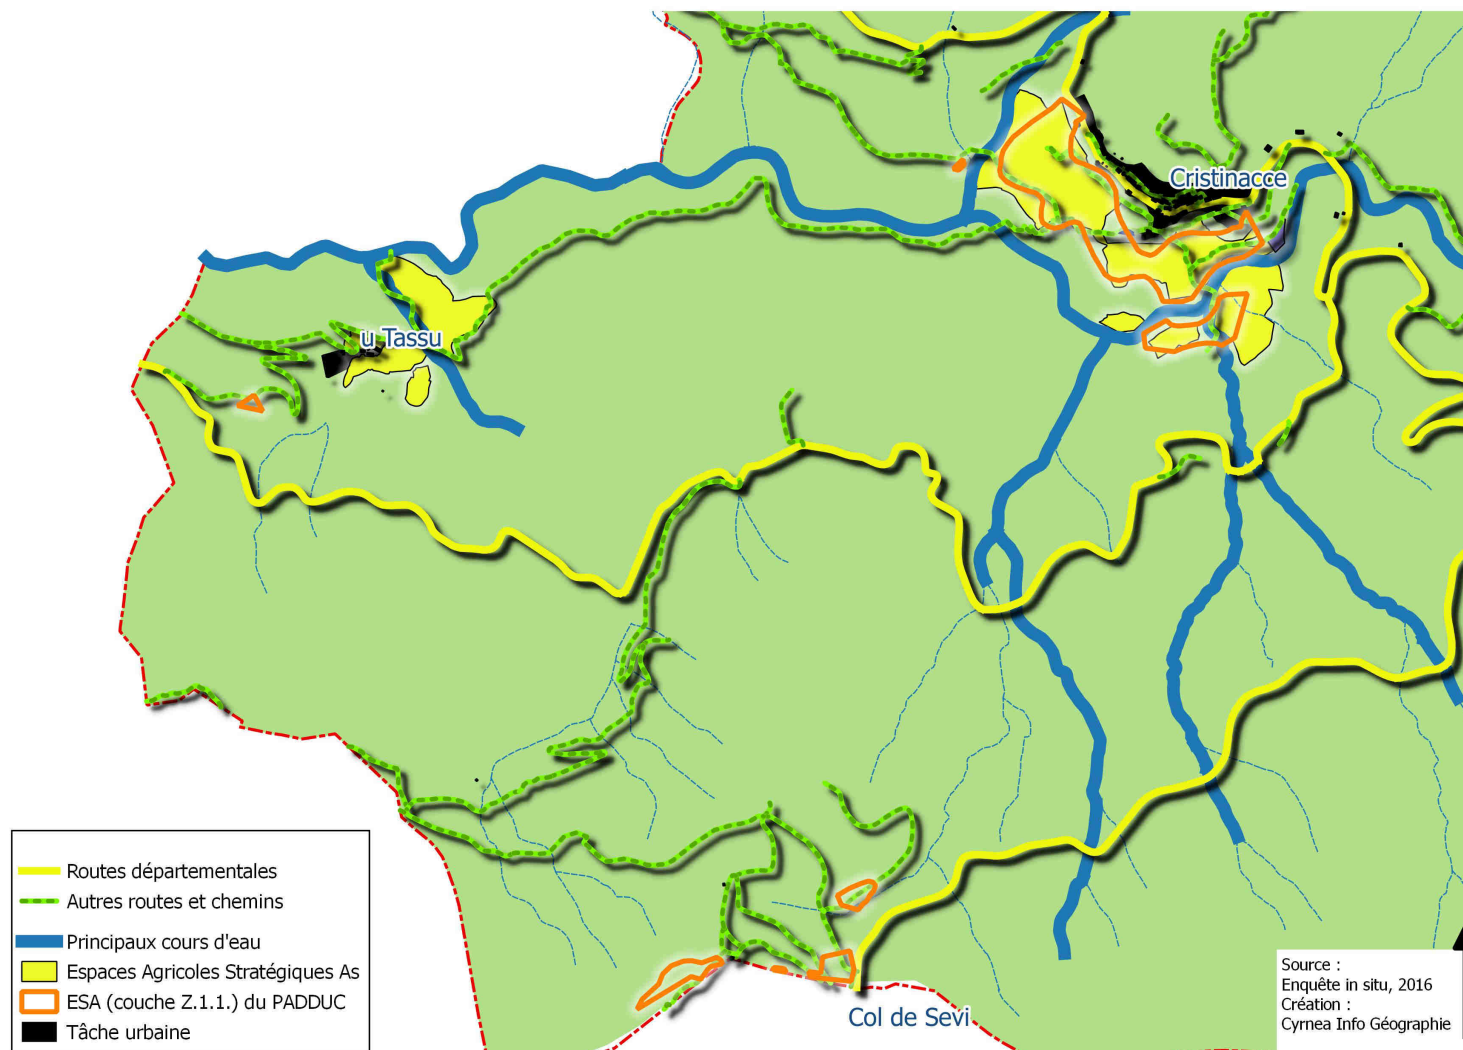 Cristinacce
u Tassu
Col de Sevi
Routes départementales
Autres routes et chemins
Principaux cours d'eau
Espaces Agricoles Stratégiques As
ESA (couche Z.1.1.) du PADDUC
Tâche urbaine
Source :
Enquête in situ, 2016
Création :
Cyrnea Info Géographie